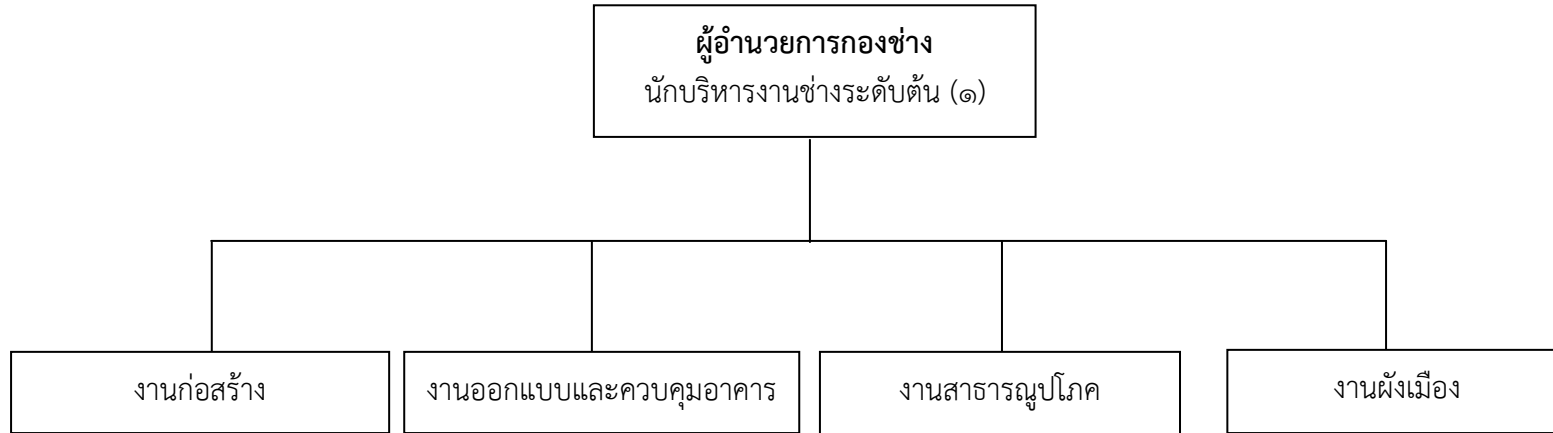 ผู้อำนวยการกองช่าง
นักบริหารงานช่างระดับต้น (๑)
งานก่อสร้าง
งานออกแบบและควบคุมอาคาร
งานสาธารณูปโภค
งานผังเมือง